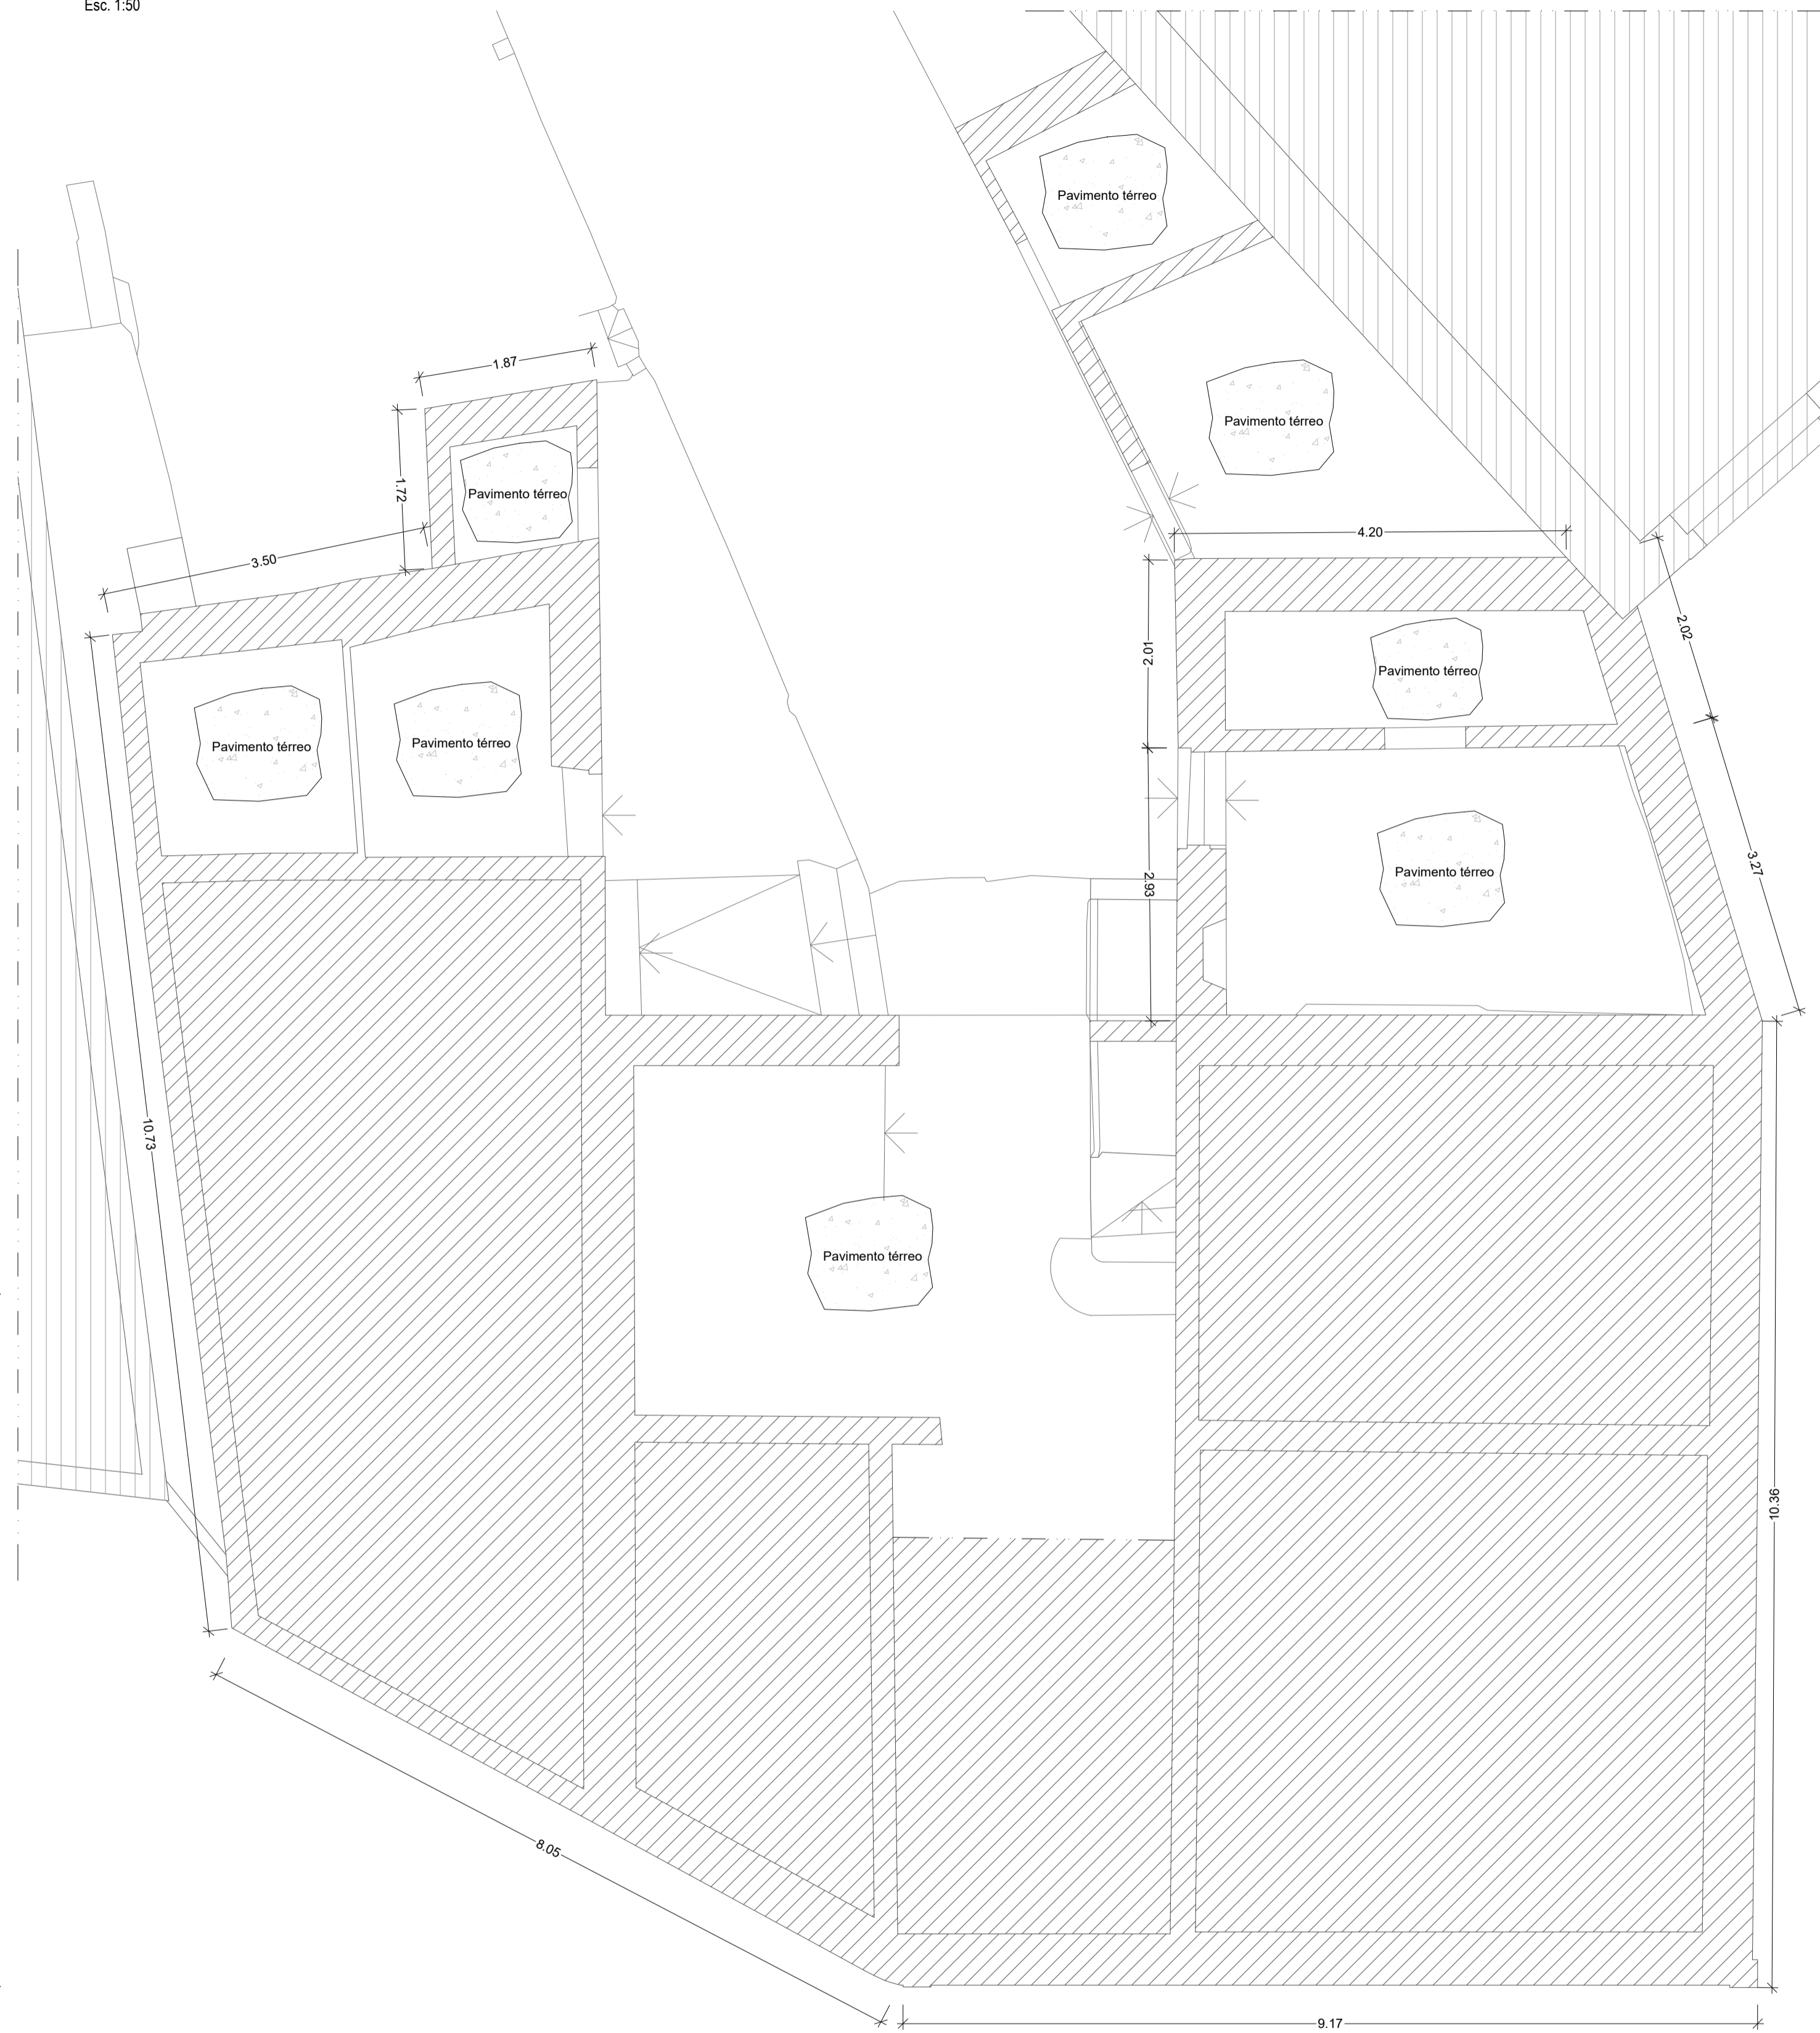 Esc. 1:50
Pavimento térreo
1.87
Pavimento térreo
1.72
Pavimento térreo
4.20
3.50
2.02
2.01
Pavimento térreo
Pavimento térreo
Pavimento térreo
3.27
Pavimento térreo
2.93
10.73
Pavimento térreo
10.36
8.05
9.17